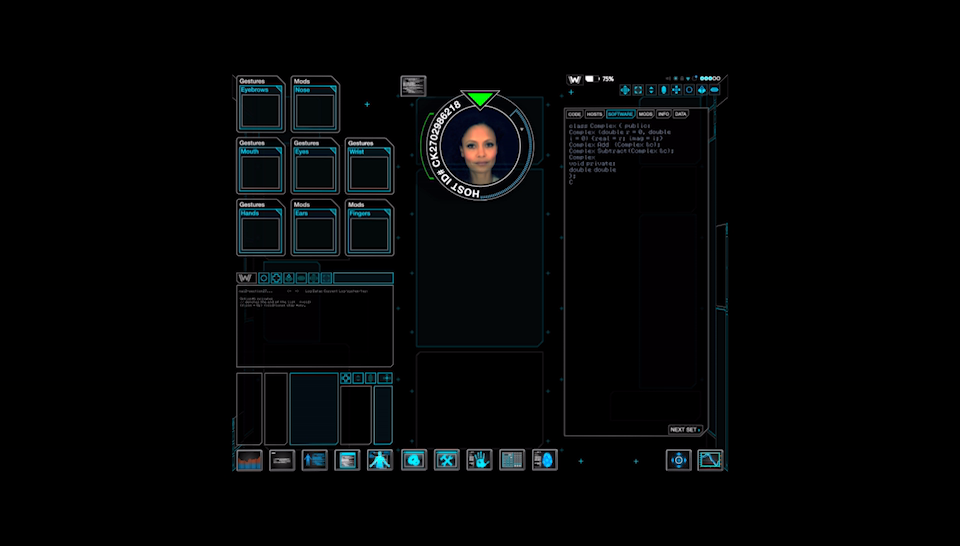 Gestures
Eyebrows
Mods
Nose
Gestures
Mouth
Mods
Eyes
Gestures
Wrist
Gestures
Hands
Mods
Ears
Mods
Fingers
HOST ID# CK2702986218
75%
CODE
HOSTS
SOFTWARE
MODS
INFO
DATA
class Complex { public:
Complex (double r = 0, double
i = 0) {real = r; imag = i;}
Complex Add (Complex &c);
Complex Subtract(Complex &c);
Complex
void private:
double double
};
C
NEXT SET